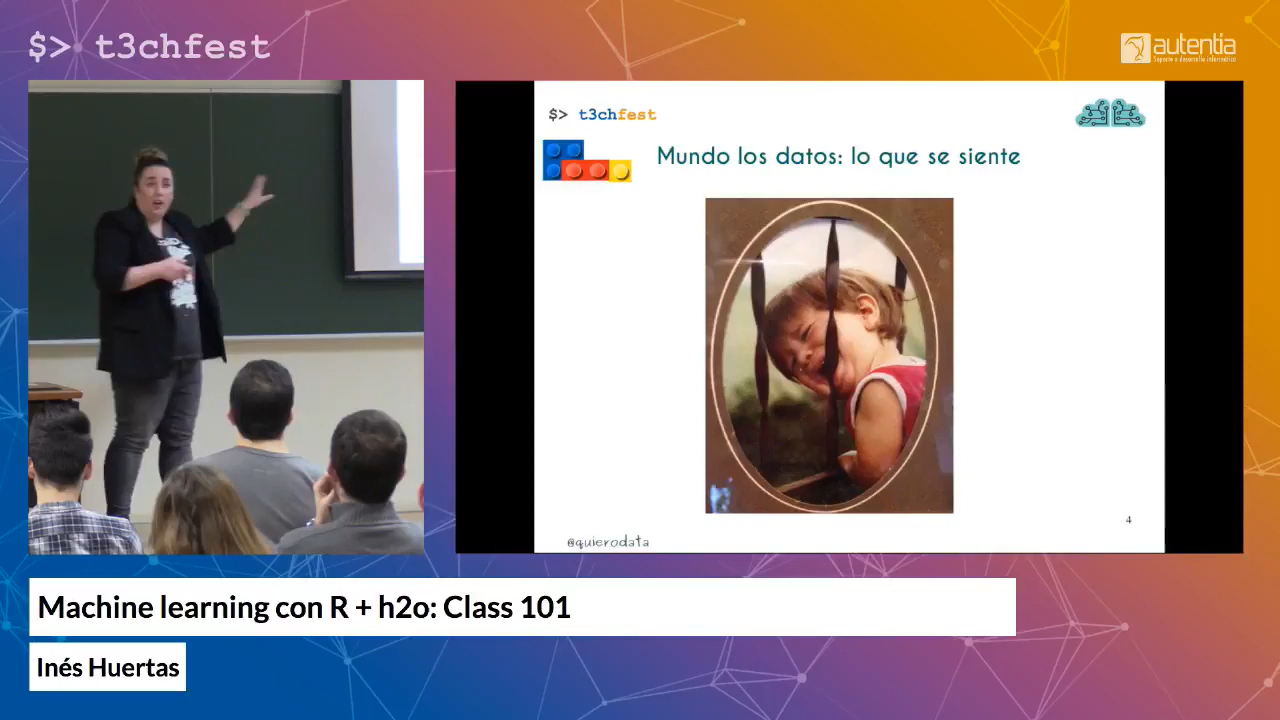 $> t3chfest
autentia
Soporte a desarrollo informático
$> t3chfest
Mundo los datos: lo que se siente
4
@quierodata
Machine learning con R + h2o: Class 101
Inés Huertas